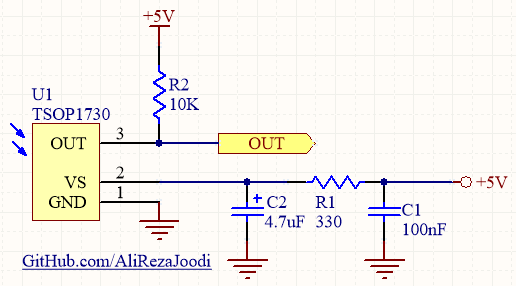 +5V
R2
10K
U1
TSOP1730
OUT
3
OUT
VS
2
GND
1
+5V
C2
4.7uF
R1
330
C1
100nF
GitHub.com/AliRezaJoodi